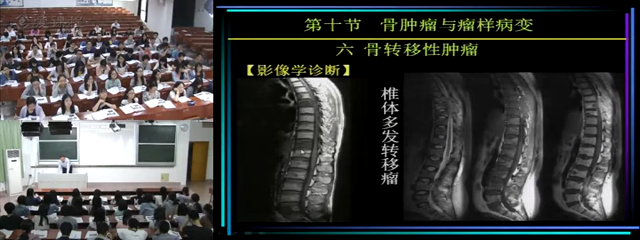 第十节 骨肿瘤与瘤样病变
六 骨转移性肿瘤
【影像学诊断】
椎体多发转移瘤